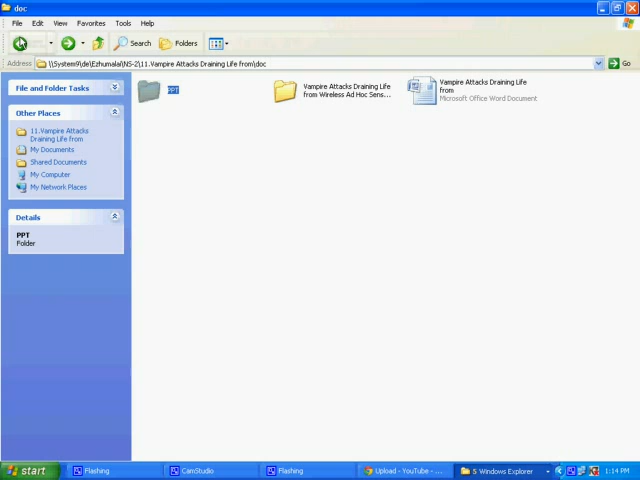 doc
File Edit View Favorites Tools Help
Search Folders
Address \\System9\de\Ezhumalai\NS-2\11.Vampire Attacks Draining Life from\doc Go
File and Folder Tasks
Other Places
11.Vampire Attacks
Draining Life from
My Documents
Shared Documents
My Computer
My Network Places
Details
PPT
Folder
PPT
Vampire Attacks Draining Life
from Wireless Ad Hoc Sens...
Vampire Attacks Draining Life
from
Microsoft Office Word Document
start Flashing CamStudio Flashing Upload - YouTube - ... 5 Windows Explorer 1:14 PM